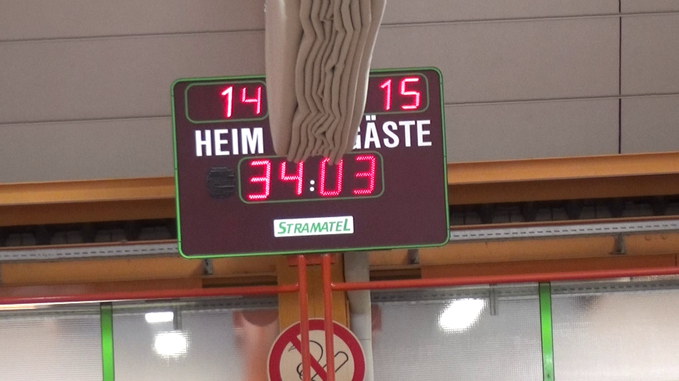 14 15
HEIM GÄSTE
34:03
STRAMATEL